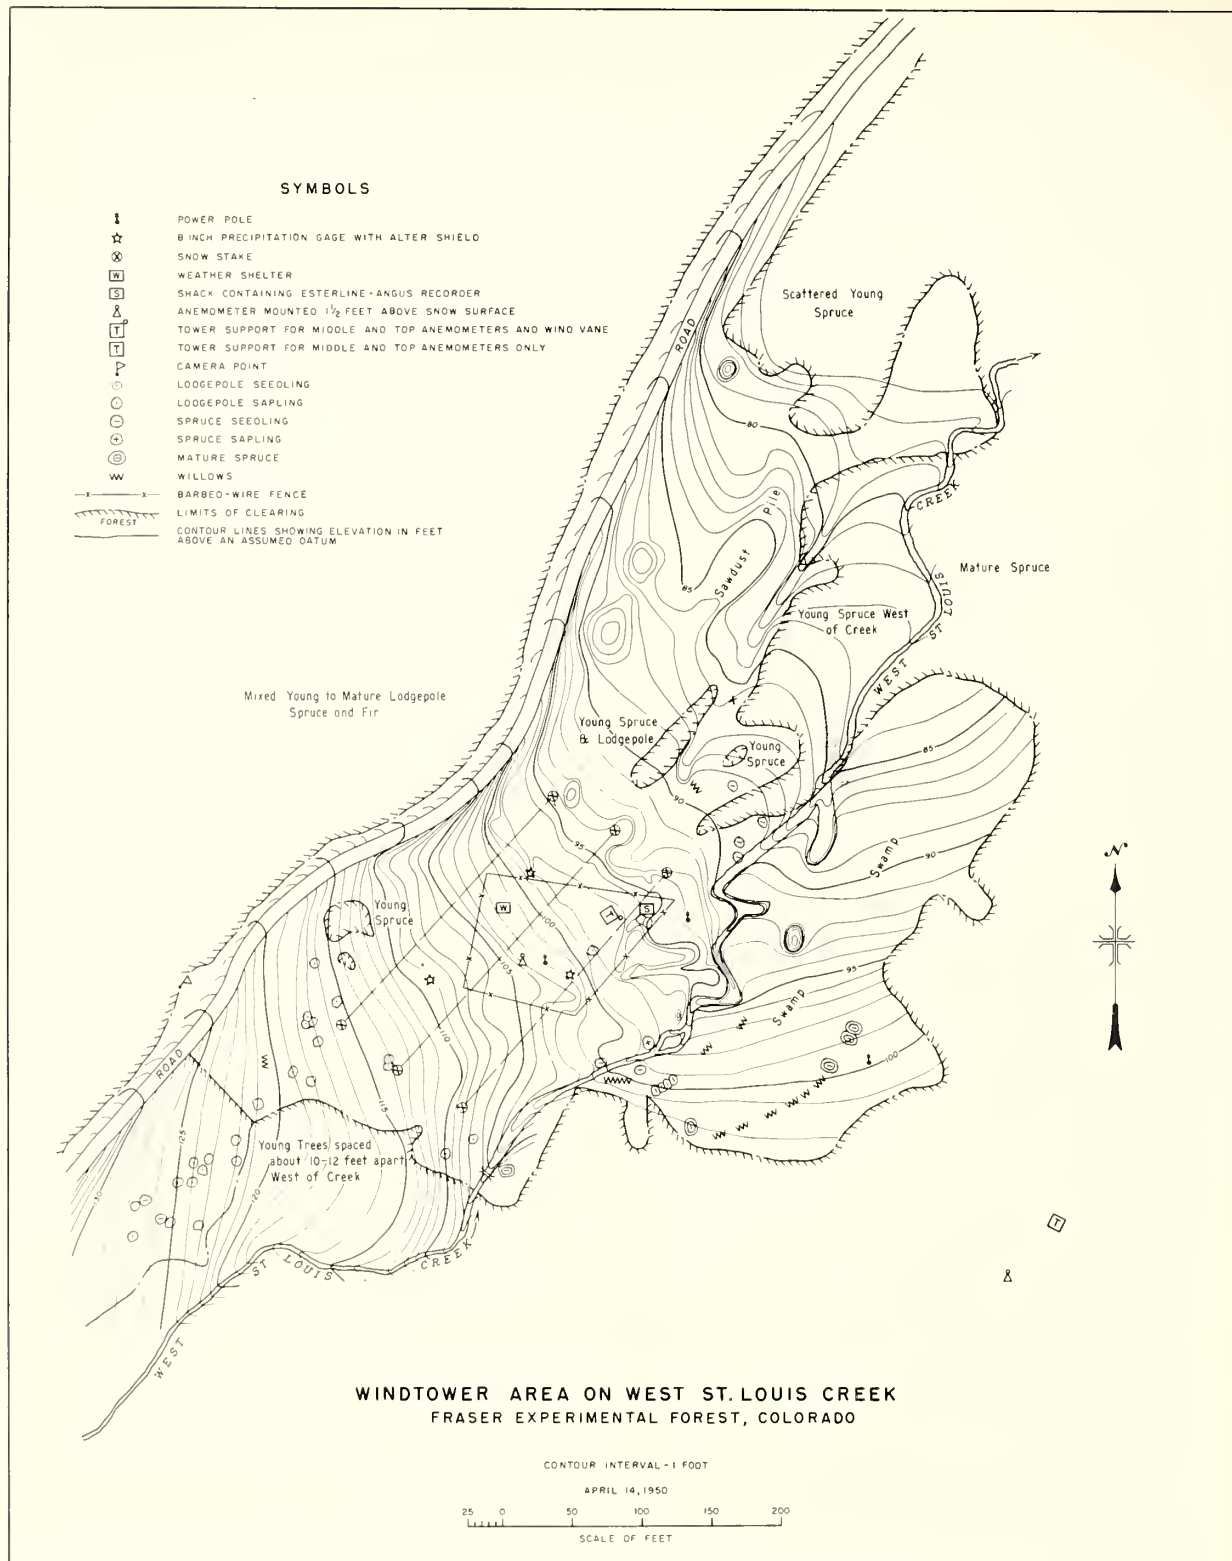 SYMBOLS
POWER POLE
8 INCH PRECIPITATION GAGE WITH ALTER SHIELD
SNOW STAKE
W WEATHER SHELTER
S SHACK CONTAINING ESTERLINE-ANGUS RECORDER
ANEMOMETER MOUNTED 1½ FEET ABOVE SNOW SURFACE
T TOWER SUPPORT FOR MIDDLE AND TOP ANEMOMETERS AND WIND VANE
T TOWER SUPPORT FOR MIDDLE AND TOP ANEMOMETERS ONLY
CAMERA POINT
LODGEPOLE SEEDLING
LODGEPOLE SAPLING
SPRUCE SEEDLING
SPRUCE SAPLING
MATURE SPRUCE
WILLOWS
BARBED-WIRE FENCE
LIMITS OF CLEARING
FOREST
CONTOUR LINES SHOWING ELEVATION IN FEET
ABOVE AN ASSUMED DATUM
Scattered Young
Spruce
ROAD
80
CREEK
Sawdust Pile
85
Mature Spruce
Young Spruce West
of Creek
WEST ST LOUIS
Mixed Young to Mature Lodgepole
Spruce and Fir
Young Spruce
& Lodgepole
Young
Spruce
85
90
95
Swamp
90
N
Young
Spruce
W
T
S
100
105
95
Swamp
110
100
ROAD
115
125
Young Trees spaced
about 10-12 feet apart
West of Creek
120
130
T
WEST ST LOUIS CREEK
WINDTOWER AREA ON WEST ST. LOUIS CREEK
FRASER EXPERIMENTAL FOREST, COLORADO
CONTOUR INTERVAL-1 FOOT
APRIL 14, 1950
25 0 50 100 150 200
SCALE OF FEET